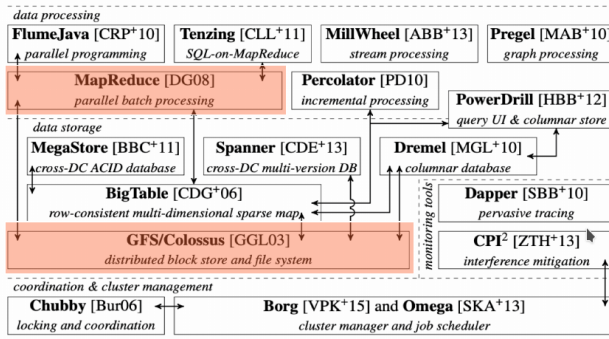 data processing
FlumeJava [CRP+10]
parallel programming
Tenzing [CLL+11]
SQL-on-MapReduce
MillWheel [ABB+13]
stream processing
Pregel [MAB+10]
graph processing
MapReduce [DG08]
parallel batch processing
Percolator [PD10]
incremental processing
PowerDrill [HBB+12]
query UI & columnar store
data storage
MegaStore [BBC+11]
cross-DC ACID database
Spanner [CDE+13]
cross-DC multi-version DB
Dremel [MGL+10]
columnar database
BigTable [CDG+06]
row-consistent multi-dimensional sparse map
monitoring tools
Dapper [SBB+10]
pervasive tracing
GFS/Colossus [GGL03]
distributed block store and file system
CPI² [ZTH+13]
interference mitigation
coordination & cluster management
Chubby [Bur06]
locking and coordination
Borg [VPK+15] and Omega [SKA+13]
cluster manager and job scheduler